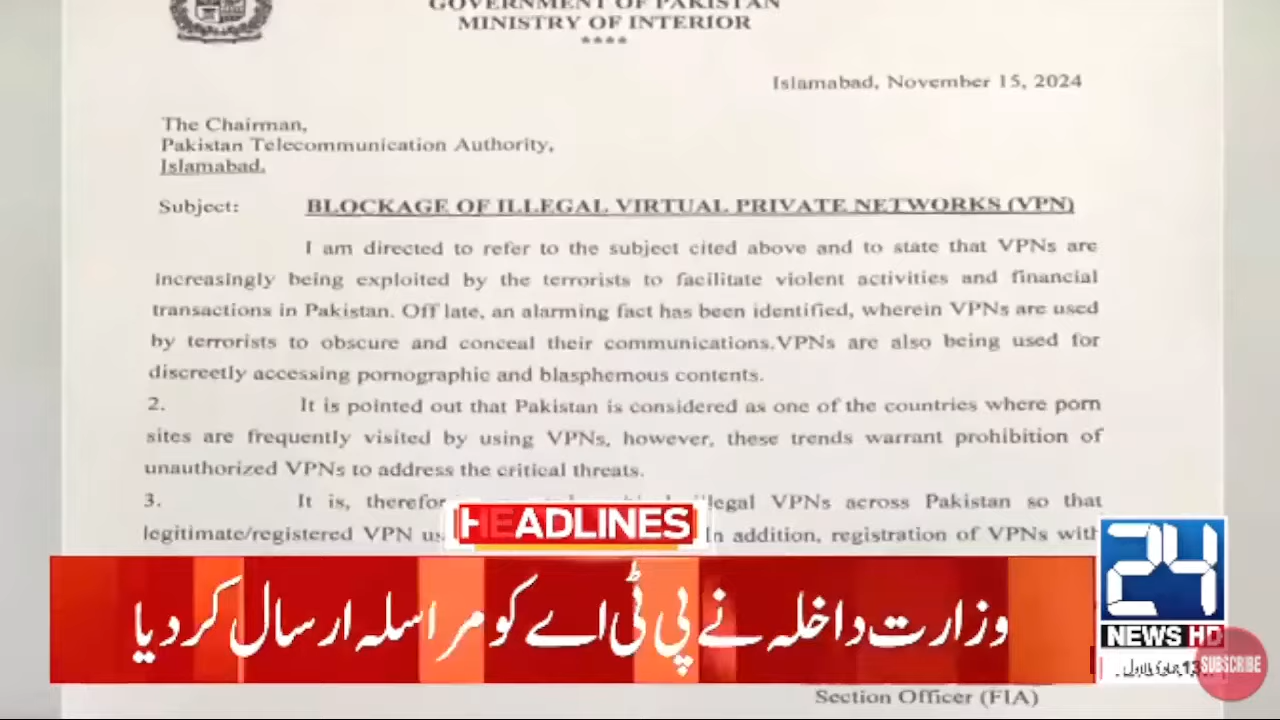 GOVERNMENT OF PAKISTAN
MINISTRY OF INTERIOR
****
Islamabad, November 15, 2024
The Chairman,
Pakistan Telecommunication Authority,
Islamabad.
Subject: BLOCKAGE OF ILLEGAL VIRTUAL PRIVATE NETWORKS (VPN)
I am directed to refer to the subject cited above and to state that VPNs are
increasingly being exploited by the terrorists to facilitate violent activities and financial
transactions in Pakistan. Off late, an alarming fact has been identified, wherein VPNs are used
by terrorists to obscure and conceal their communications.VPNs are also being used for
discreetly accessing pornographic and blasphemous contents.
2. It is pointed out that Pakistan is considered as one of the countries where porn
sites are frequently visited by using VPNs, however, these trends warrant prohibition of
unauthorized VPNs to address the critical threats.
3. It is, illegal VPNs across Pakistan so that
legitimate/registered VPN In addition, registration of VPNs with
HEADLINES
وزارت داخلہ نے پی ٹی اے کو مراسلہ ارسال کر دیا
24
NEWS HD
SUBSCRIBE
Section Officer (FIA)